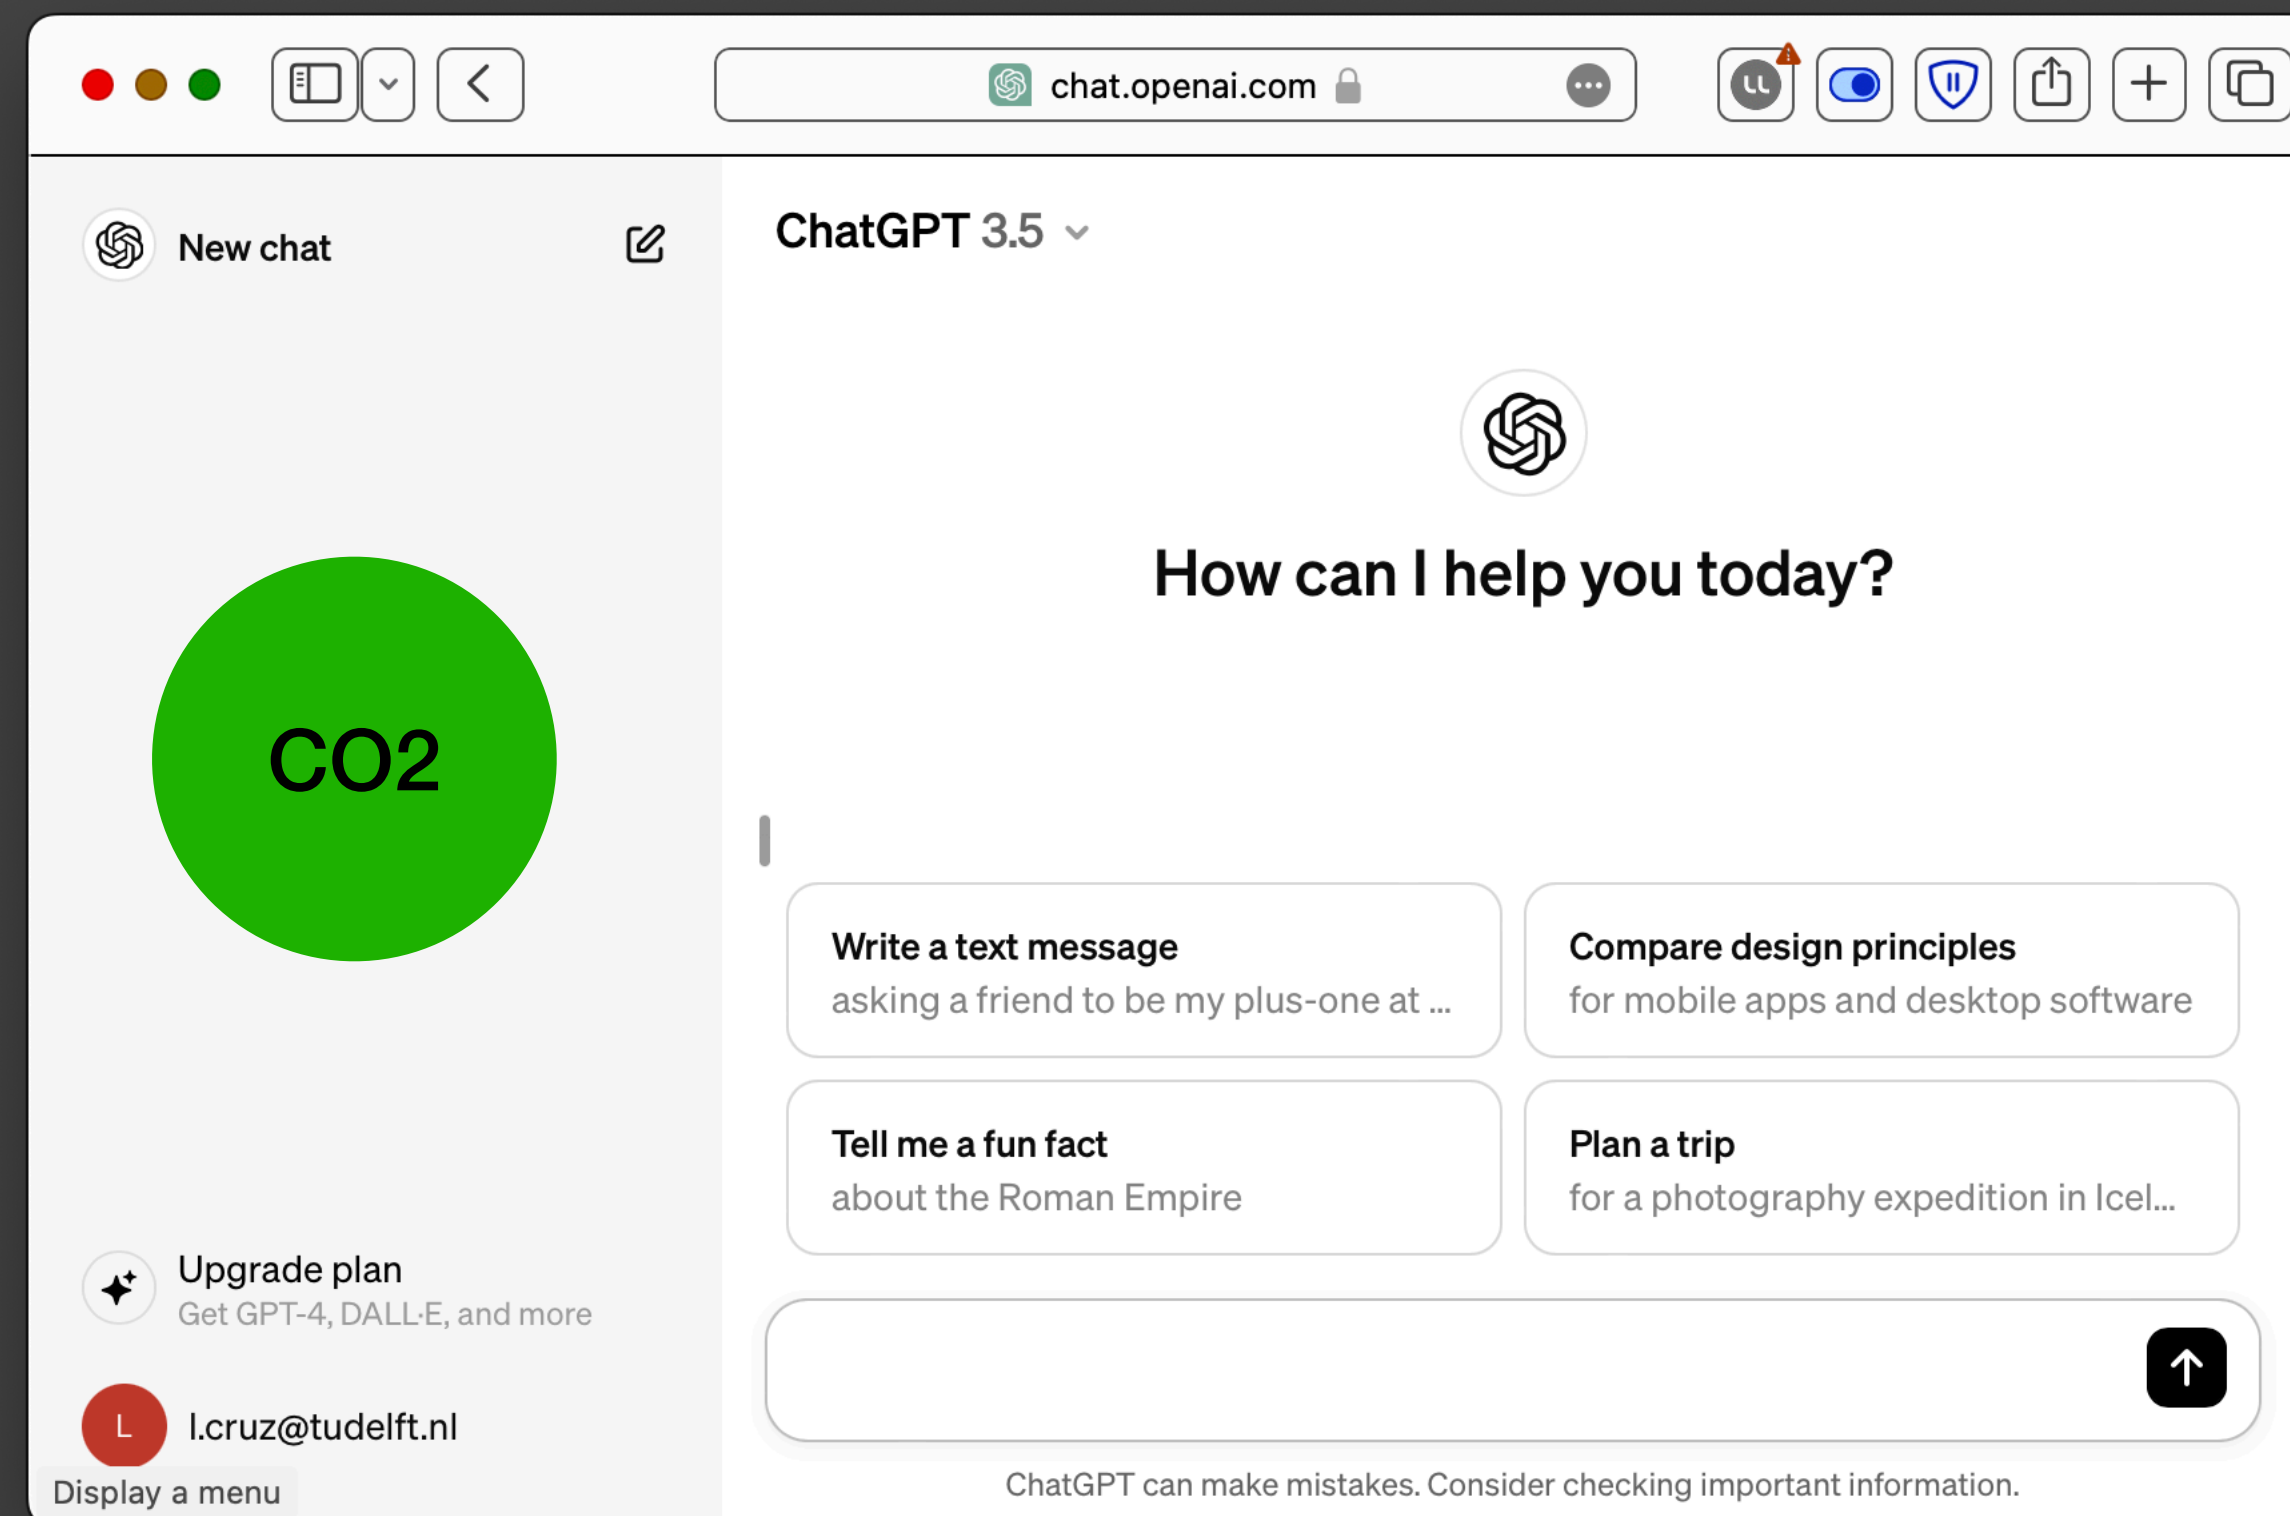 chat.openai.com
New chat
ChatGPT 3.5
How can I help you today?
CO2
Write a text message
asking a friend to be my plus-one at ...
Compare design principles
for mobile apps and desktop software
Tell me a fun fact
about the Roman Empire
Plan a trip
for a photography expedition in Icel...
Upgrade plan
Get GPT-4, DALL·E, and more
L
l.cruz@tudelft.nl
Display a menu
ChatGPT can make mistakes. Consider checking important information.